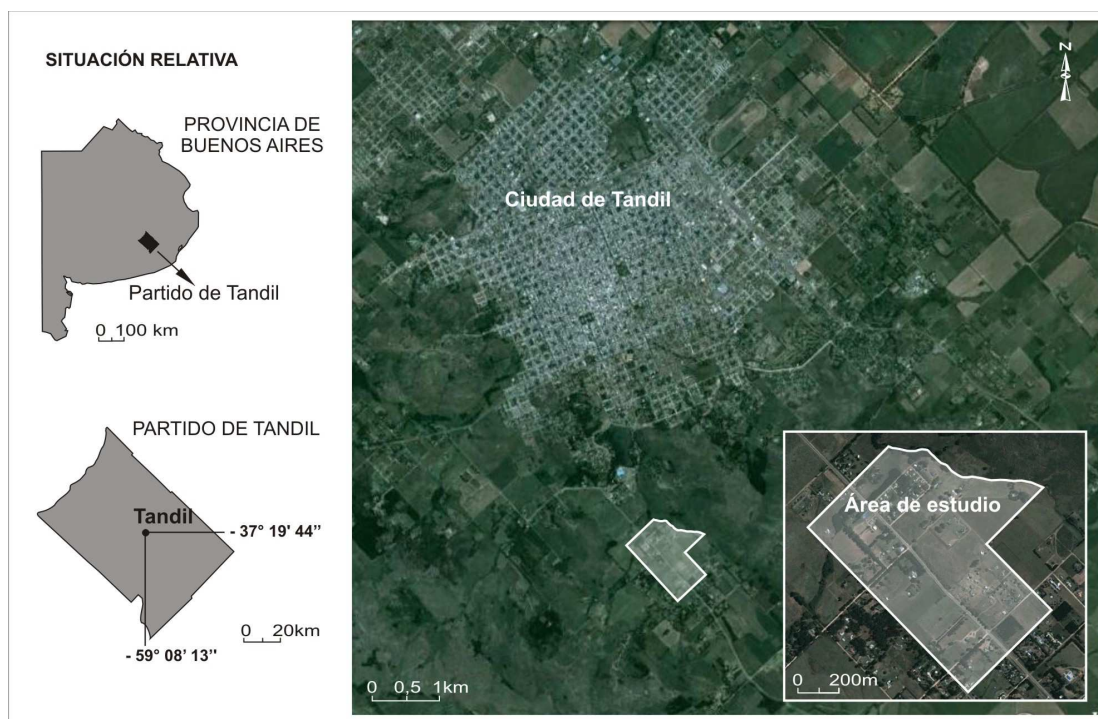 SITUACIÓN RELATIVA
PROVINCIA DE
BUENOS AIRES
Partido de Tandil
0 100 km
PARTIDO DE TANDIL
Tandil
- 37° 19' 44”
0 20km
- 59° 08’ 13”
N
Ciudad de Tandil
0 0,5 1km
Área de estudio
0 200m